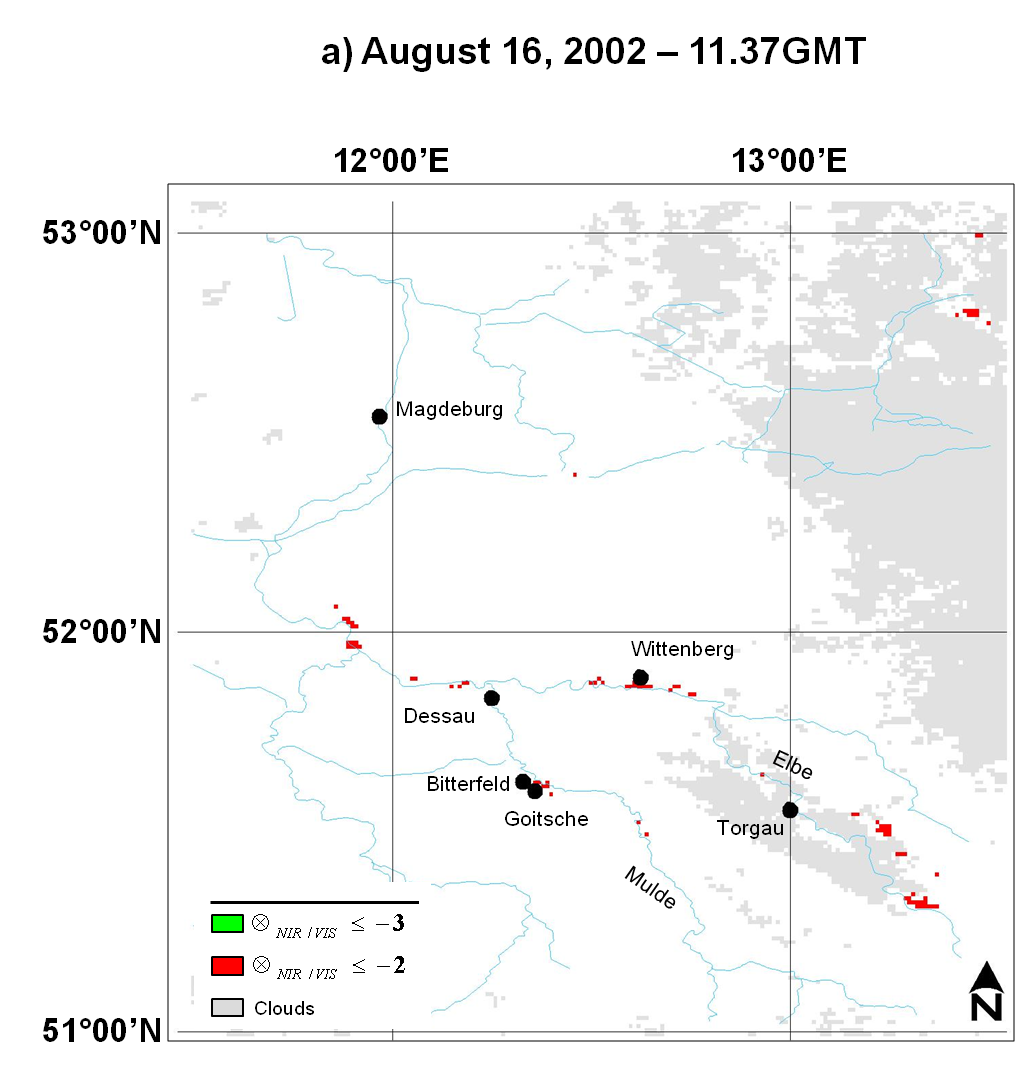 a) August 16, 2002 – 11.37GMT
12°00’E 13°00’E
53°00’N
Magdeburg
52°00’N
Wittenberg
Dessau
Elbe
Bitterfeld
Goitsche
Torgau
Mulde
⊗ NIR / VIS ≤ −3
⊗ NIR / VIS ≤ −2
Clouds
N
51°00’N